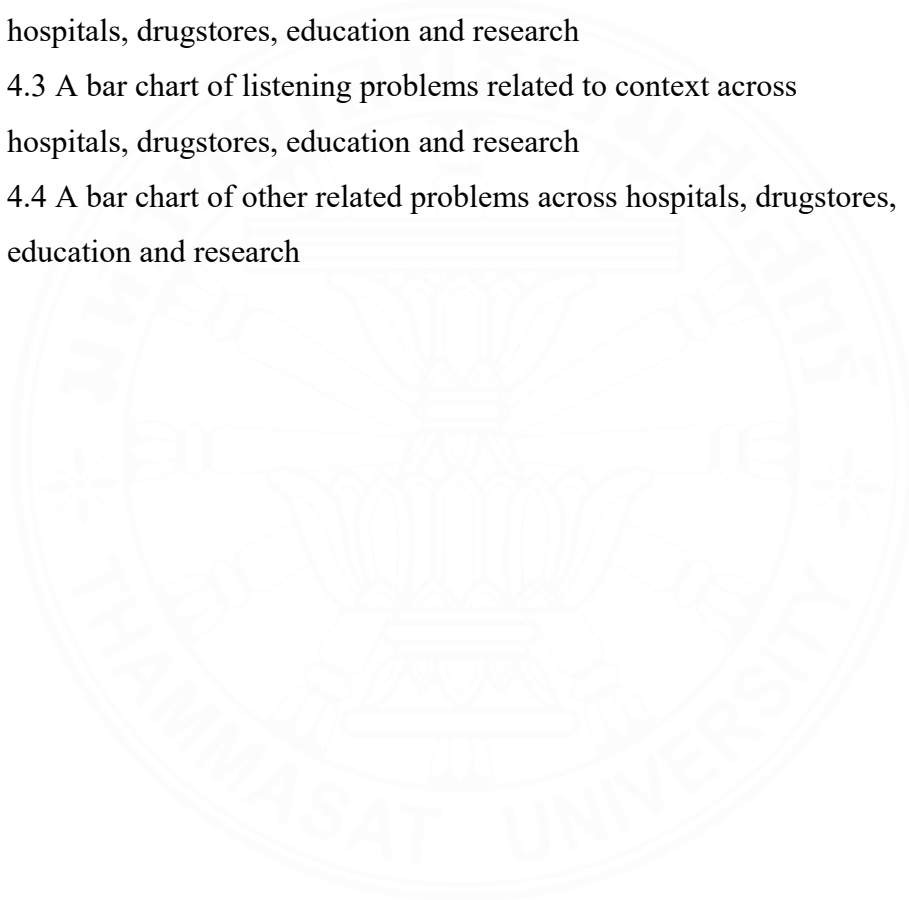 hospitals, drugstores, education and research
4.3 A bar chart of listening problems related to context across
hospitals, drugstores, education and research
4.4 A bar chart of other related problems across hospitals, drugstores,
education and research
THAMMASAT UNIVERSITY